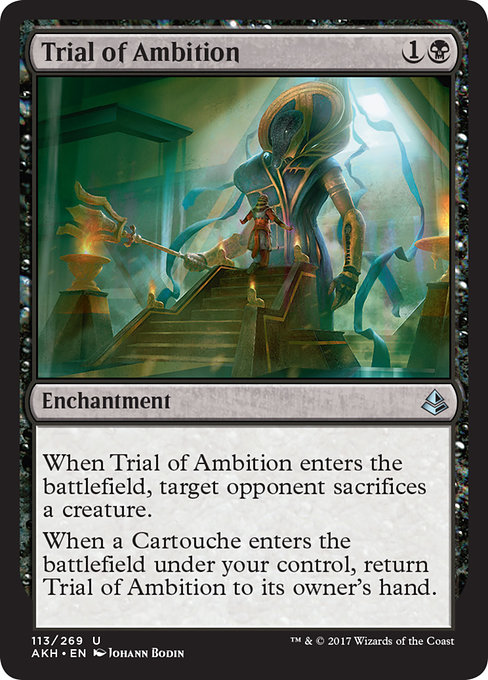 Trial of Ambition 1
Enchantment
When Trial of Ambition enters the
battlefield, target opponent sacrifices
a creature.
When a Cartouche enters the
battlefield under your control, return
Trial of Ambition to its owner's hand.
113/269 U
™ & © 2017 Wizards of the Coast
AKH • EN Johann Bodin